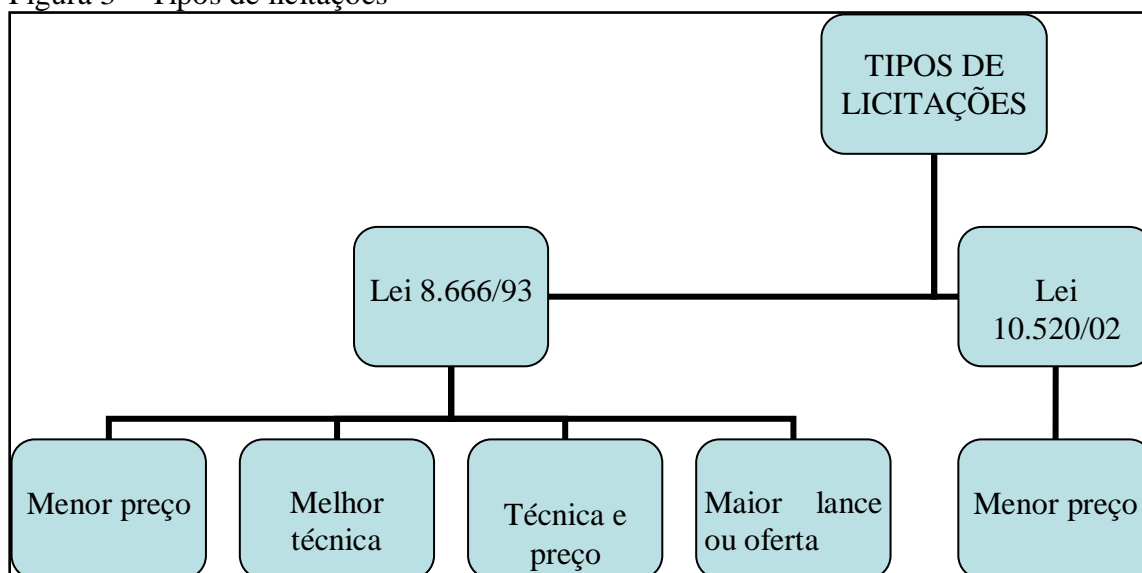 Figura 3 – Tipos de licitações
TIPOS DE
LICITAÇÕES
Lei 8.666/93
Lei
10.520/02
Menor preço
Melhor
técnica
Técnica e
preço
Maior lance
ou oferta
Menor preço